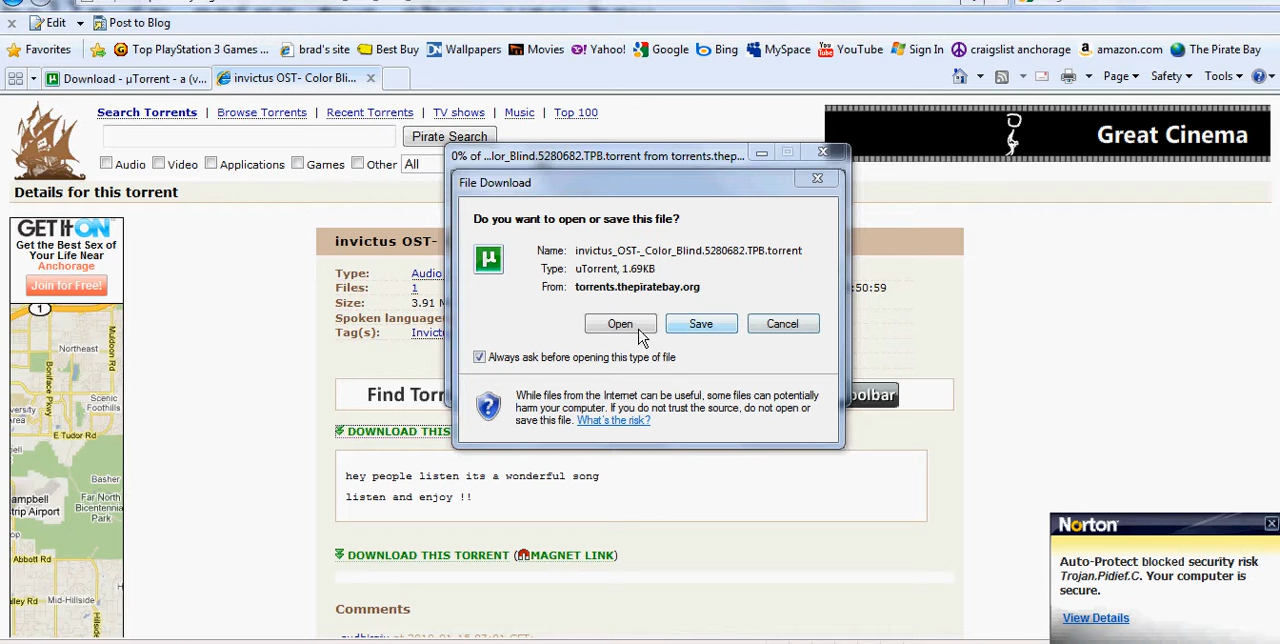 Edit
Post to Blog
Favorites
Top PlayStation 3 Games ...
brad's site
Best Buy
Wallpapers
Movies
Yahoo!
Google
Bing
MySpace
YouTube
Sign In
craigslist anchorage
amazon.com
The Pirate Bay
Download - µTorrent - a (v...
invictus OST- Color Bli...
Page
Safety
Tools
Search Torrents
Browse Torrents
Recent Torrents
TV shows
Music
Top 100
Pirate Search
Audio
Video
Applications
Games
Other
All
Great Cinema
Details for this torrent
0% of ...lor_Blind.5280682.TPB.torrent from torrents.thep...
File Download
Do you want to open or save this file?
Name: invictus_OST-_Color_Blind.5280682.TPB.torrent
Type: uTorrent, 1.69KB
From: torrents.thepiratebay.org
Open
Save
Cancel
Always ask before opening this type of file
While files from the Internet can be useful, some files can potentially
harm your computer. If you do not trust the source, do not open or
save this file. What's the risk?
GET It ON
Get the Best Sex of
Your Life Near
Anchorage
Join for Free!
1
Northeast
Scenic
Foothills
E Tudor Rd
Basher
Far North
Bicentennia
Park
ampbell
trip Airport
Abbott Rd
Mid-Hillside
invictus OST-
Type: Audio
Files: 1
Size: 3.91 M
Spoken language
Tag(s): Invict
:50:59
Find Torr
oolbar
DOWNLOAD THIS
hey people listen its a wonderful song
listen and enjoy !!
DOWNLOAD THIS TORRENT (MAGNET LINK)
Comments
Norton
Auto-Protect blocked security risk
Trojan.Pidief.C. Your computer is
secure.
View Details